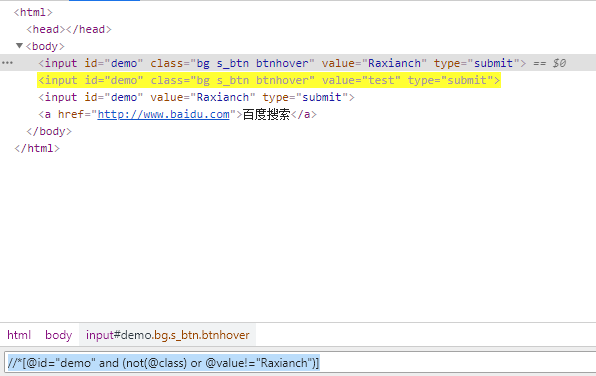 <html>
<head></head>
<body>
<input id="demo" class="bg s_btn btnhover" value="Raxianch" type="submit"> == $0
<input id="demo" class="bg s_btn btnhover" value="test" type="submit">
<input id="demo" value="Raxianch" type="submit">
<a href="http://www.baidu.com">百度搜索</a>
</body>
</html>
html body input#demo.bg.s_btn.btnhover
//*[@id="demo" and (not(@class) or @value!="Raxianch")]